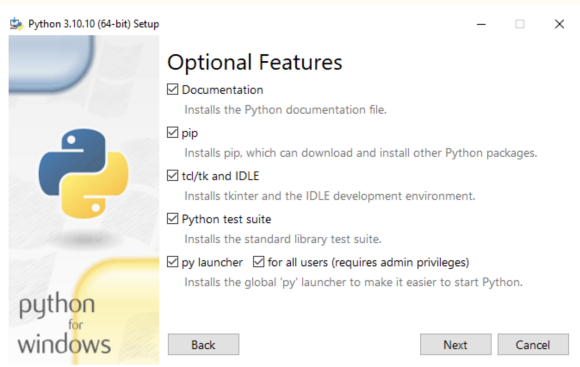 Python 3.10.10 (64-bit) Setup
Optional Features
Documentation
Installs the Python documentation file.
pip
Installs pip, which can download and install other Python packages.
tcl/tk and IDLE
Installs tkinter and the IDLE development environment.
Python test suite
Installs the standard library test suite.
py launcher for all users (requires admin privileges)
Installs the global 'py' launcher to make it easier to start Python.
python
for
windows
Back Next Cancel